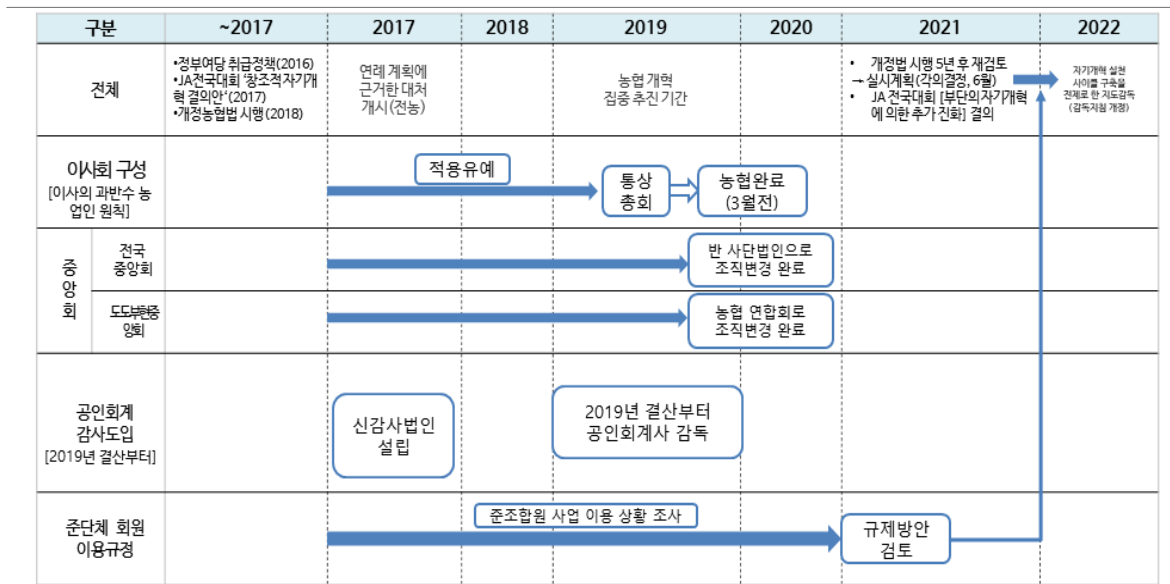 구분 ~2017 2017 2018 2019 2020 2021 2022
전체
•정부여당 취급정책(2016)
•JA전국대회 '창조적자기개
혁 결의안'(2017)
•개정농협법 시행(2018)
연례 계획에
근거한 대처
개시(전농)
농협 개혁
집중 추진 기간
• 개정법 시행 5년 후 재검토
→ 실시계획(각의결정, 6월)
• JA 전국대회 [부단의자기개혁
에 의한 추가 진화] 결의
자기개혁 실천
사이클 구축을
전제로 한 지도감독
(감독지침 개정)
이사회 구성
[이사의 과반수 농
업인 원칙]
적용유예
통상
총회
농협완료
(3월전)
중
앙
회
전국
중앙회
반 사단법인으로
조직변경 완료
도도부현중
앙회
농협 연합회로
조직변경 완료
공인회계
감사도입
[2019년 결산부터]
신감사법인
설립
2019년 결산부터
공인회계사 감독
준단체 회원
이용규정
준조합원 사업 이용 상황 조사
규제방안
검토